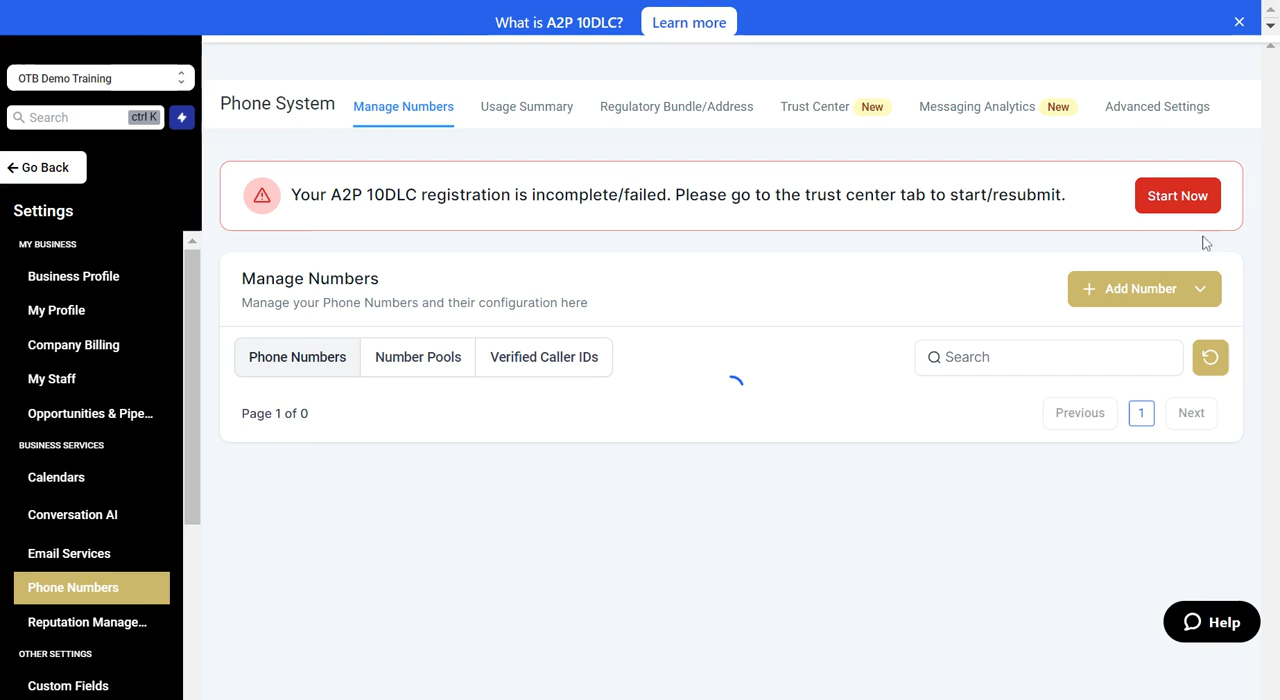 What is A2P 10DLC? Learn more
OTB Demo Training
Search ctrl K
Go Back
Settings
MY BUSINESS
Business Profile
My Profile
Company Billing
My Staff
Opportunities & Pipe...
BUSINESS SERVICES
Calendars
Conversation AI
Email Services
Phone Numbers
Reputation Manage...
OTHER SETTINGS
Custom Fields
Phone System Manage Numbers Usage Summary Regulatory Bundle/Address Trust Center New Messaging Analytics New Advanced Settings
Your A2P 10DLC registration is incomplete/failed. Please go to the trust center tab to start/resubmit. Start Now
Manage Numbers
Manage your Phone Numbers and their configuration here
Add Number
Phone Numbers Number Pools Verified Caller IDs Search
Page 1 of 0 Previous 1 Next
Help